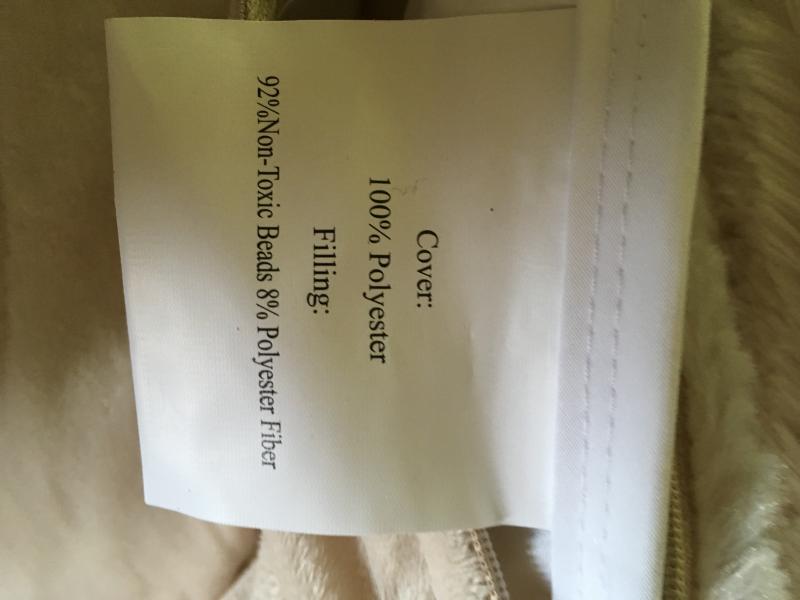 Cover:
100% Polyester
Filling:
92%Non-Toxic Beads 8% Polyester Fiber